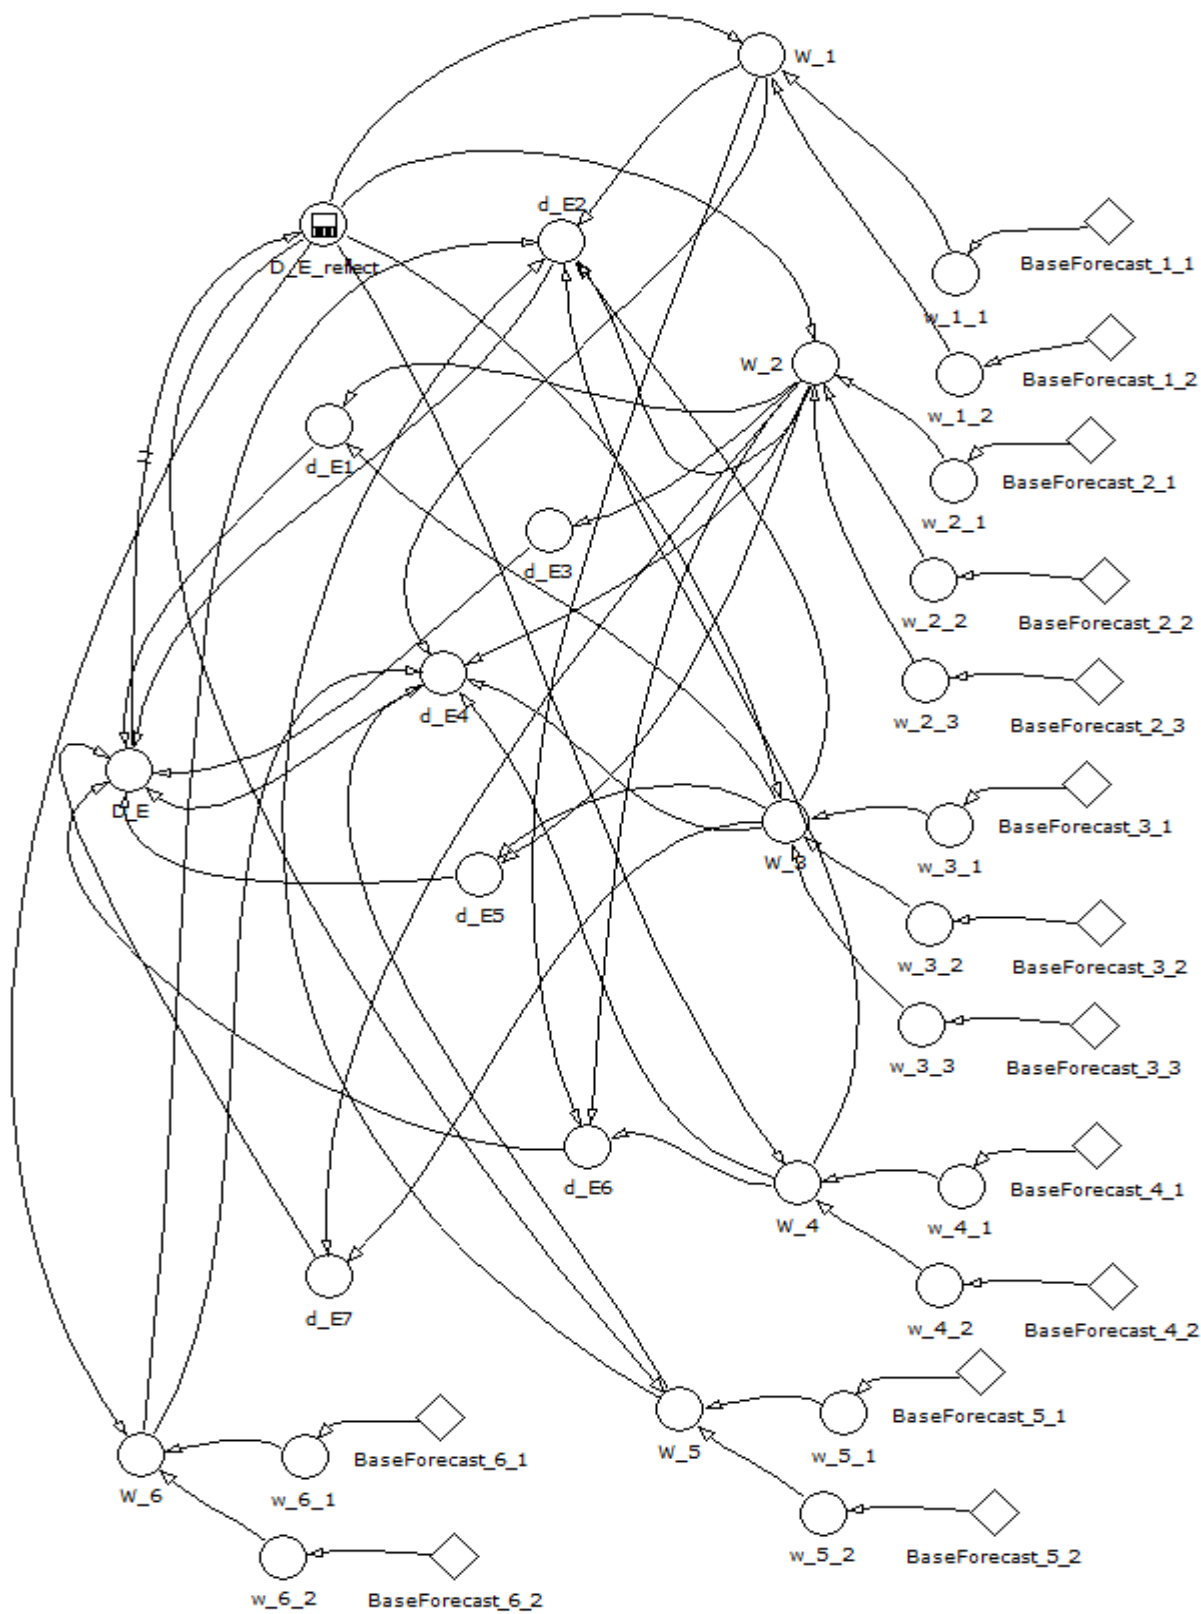 W_1
d_E2
BaseForecast_1_1
D_E_reflect
w_1_1
W_2
BaseForecast_1_2
w_1_2
d_E1
BaseForecast_2_1
w_2_1
d_E3
w_2_2
BaseForecast_2_2
w_2_3
d_E4
BaseForecast_2_3
D_E
BaseForecast_3_1
W_3
w_3_1
d_E5
w_3_2
BaseForecast_3_2
w_3_3
BaseForecast_3_3
d_E6
BaseForecast_4_1
W_4
w_4_1
d_E7
w_4_2
BaseForecast_4_2
BaseForecast_5_1
W_5
w_5_1
BaseForecast_6_1
W_6
w_6_1
w_5_2
BaseForecast_5_2
w_6_2
BaseForecast_6_2